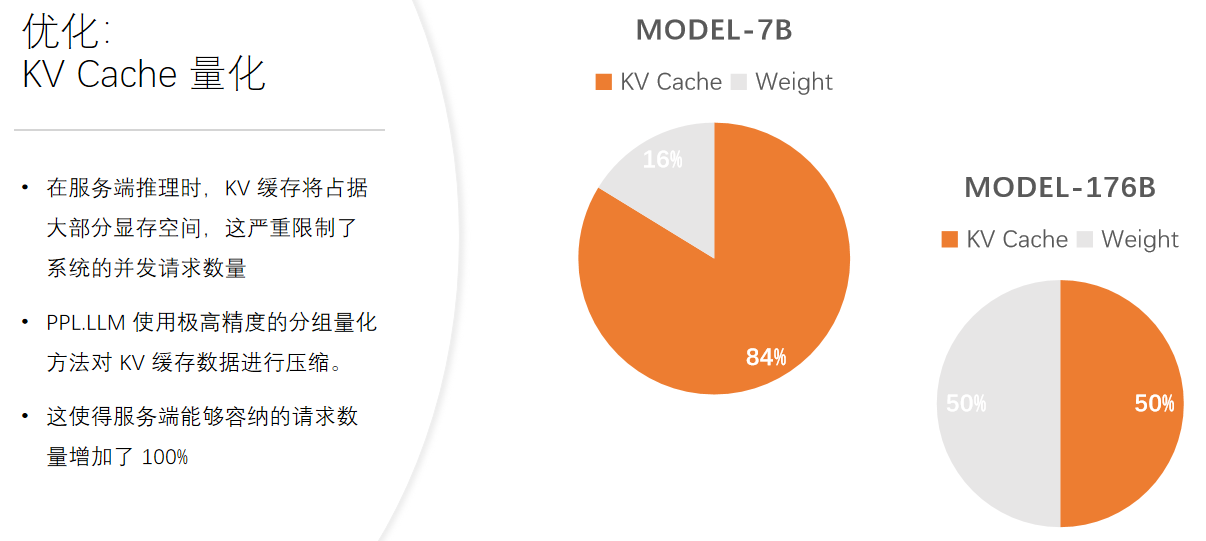 优化:
KV Cache 量化
• 在服务端推理时，KV 缓存将占据
大部分显存空间，这严重限制了
系统的并发请求数量
• PPL.LLM 使用极高精度的分组量化
方法对 KV 缓存数据进行压缩。
• 这使得服务端能够容纳的请求数
量增加了 100%
MODEL-7B
KV Cache Weight
16%
84%
MODEL-176B
KV Cache Weight
50%
50%